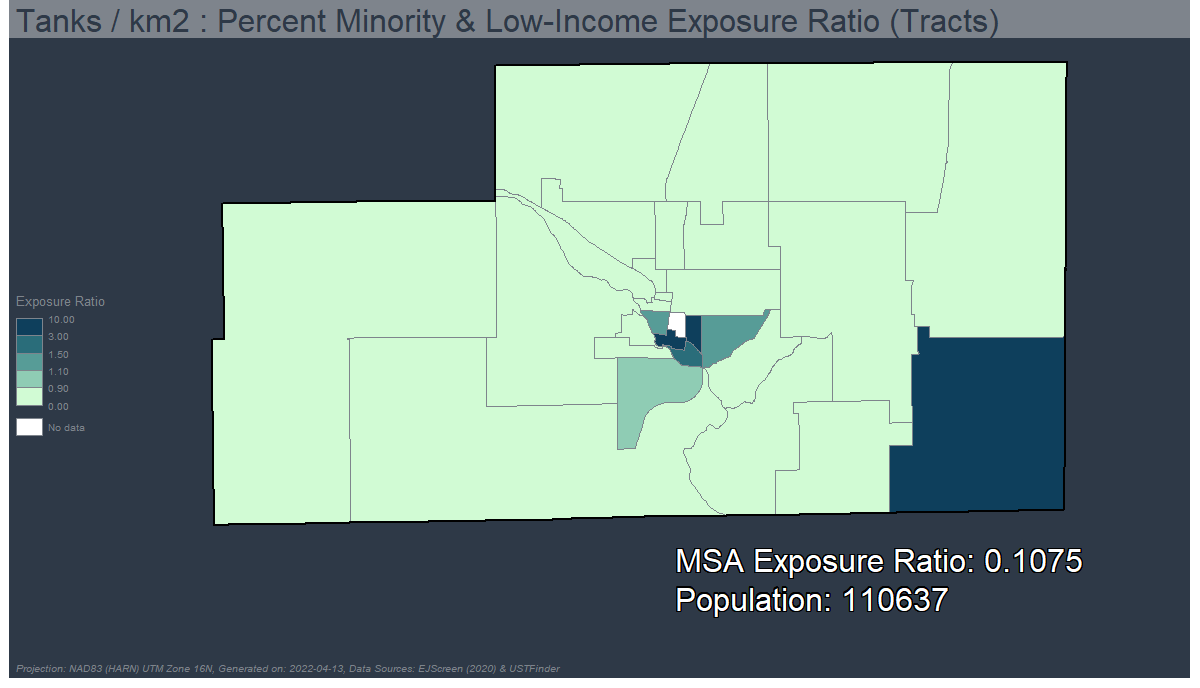 Tanks / km2 : Percent Minority & Low-Income Exposure Ratio (Tracts)
Exposure Ratio
10.00
3.00
1.50
1.10
0.90
0.00
No data
MSA Exposure Ratio: 0.1075
Population: 110637
Projection: NAD83 (HARN) UTM Zone 16N, Generated on: 2022-04-13, Data Sources: EJScreen (2020) & USTFinder